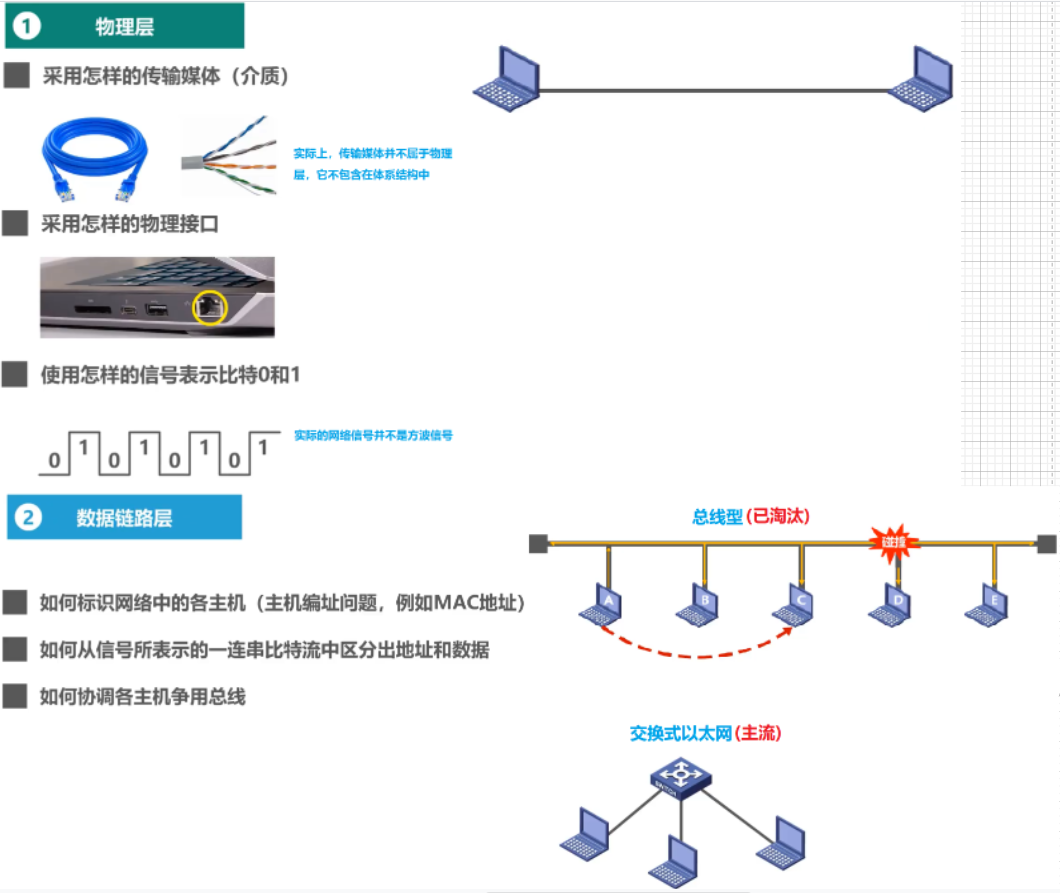 1 物理层
采用怎样的传输媒体（介质）
实际上，传输媒体并不属于物理
层，它不包含在体系结构中
采用怎样的物理接口
使用怎样的信号表示比特0和1
0 1 0 1 0 1 0 1
实际的网络信号并不是方波信号
2 数据链路层
总线型(已淘汰)
碰撞
A B C D E
如何标识网络中的各主机（主机编址问题，例如MAC地址）
如何从信号所表示的一连串比特流中区分出地址和数据
如何协调各主机争用总线
交换式以太网(主流)
SWITCH